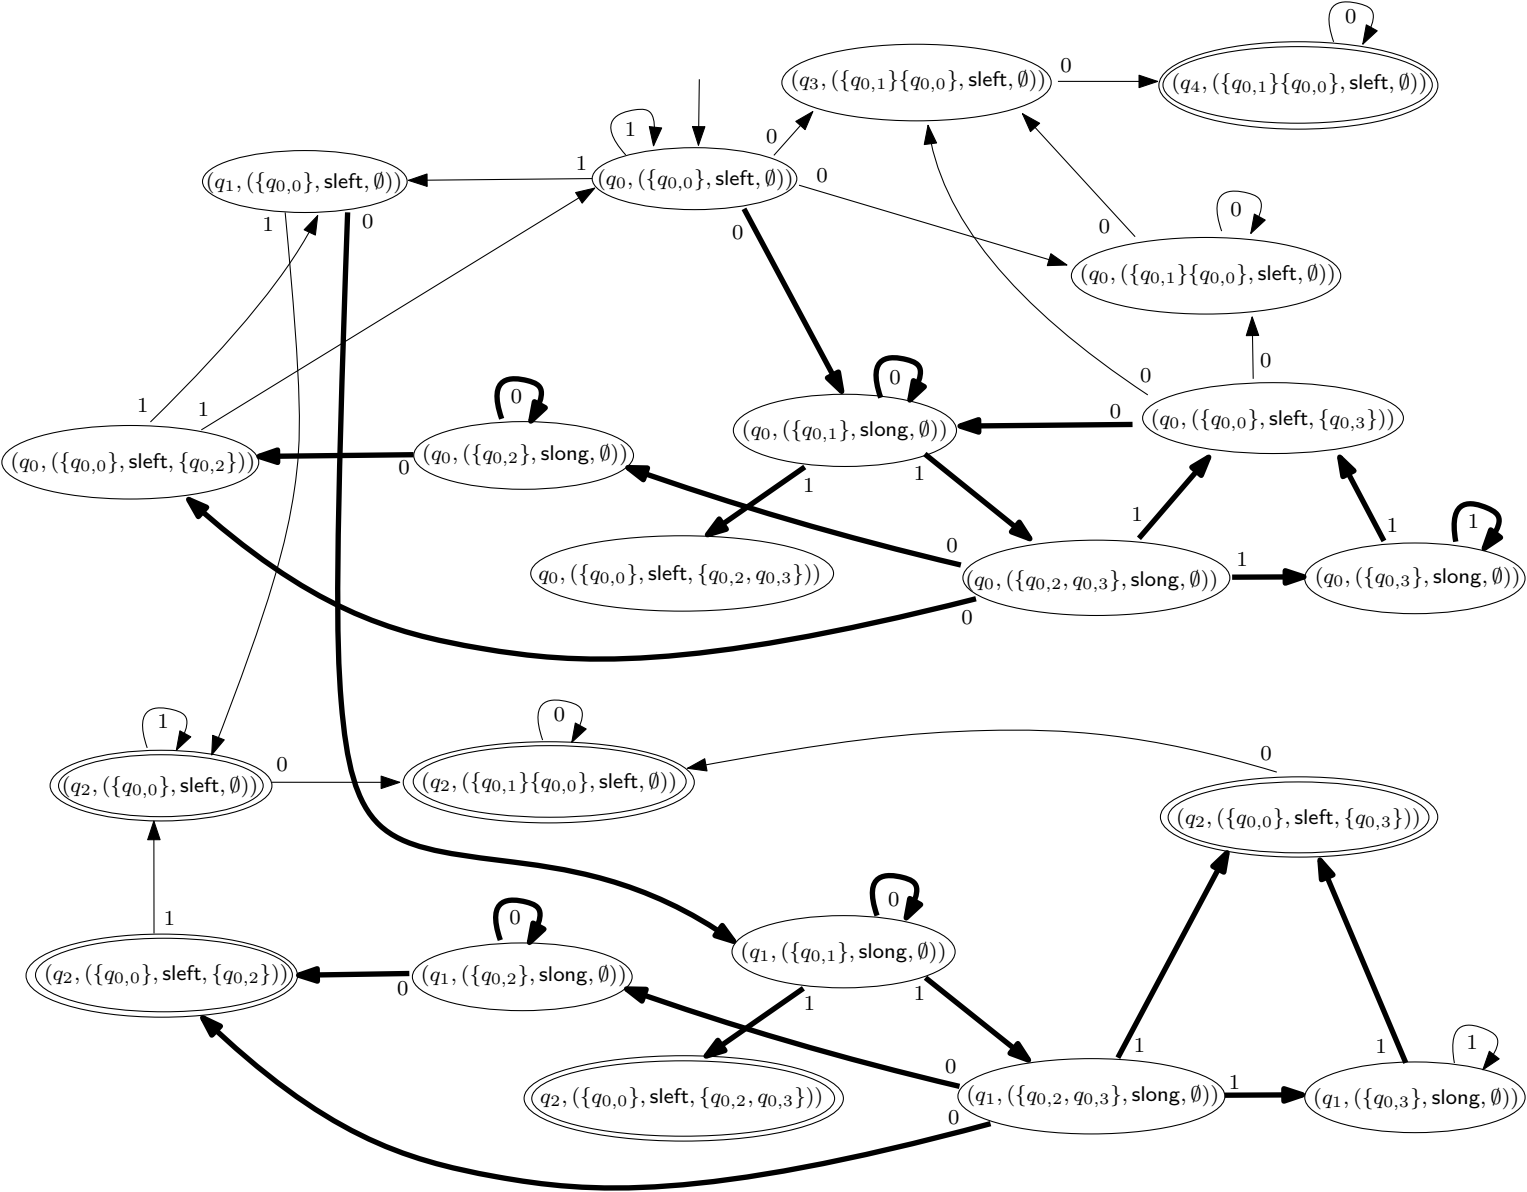 0
(q3, ({q0,1}{q0,0}, sleft, ∅))
0
(q4, ({q0,1}{q0,0}, sleft, ∅))
1
0
1
(q1, ({q0,0}, sleft, ∅))
(q0, ({q0,0}, sleft, ∅))
0
1
0
0
0
0
(q0, ({q0,1}{q0,0}, sleft, ∅))
0
0
0
0
1
1
0
(q0, ({q0,0}, sleft, {q0,3}))
(q0, ({q0,1}, slong, ∅))
(q0, ({q0,2}, slong, ∅))
(q0, ({q0,0}, sleft, {q0,2}))
0
1
1
1
1
1
0
1
q0, ({q0,0}, sleft, {q0,2, q0,3}))
(q0, ({q0,2, q0,3}, slong, ∅))
(q0, ({q0,3}, slong, ∅))
0
1
0
0
0
(q2, ({q0,0}, sleft, ∅))
(q2, ({q0,1}{q0,0}, sleft, ∅))
(q2, ({q0,0}, sleft, {q0,3}))
0
0
1
(q1, ({q0,1}, slong, ∅))
(q2, ({q0,0}, sleft, {q0,2}))
(q1, ({q0,2}, slong, ∅))
0
1
1
1
1
1
0
1
q2, ({q0,0}, sleft, {q0,2, q0,3}))
(q1, ({q0,2, q0,3}, slong, ∅))
(q1, ({q0,3}, slong, ∅))
0